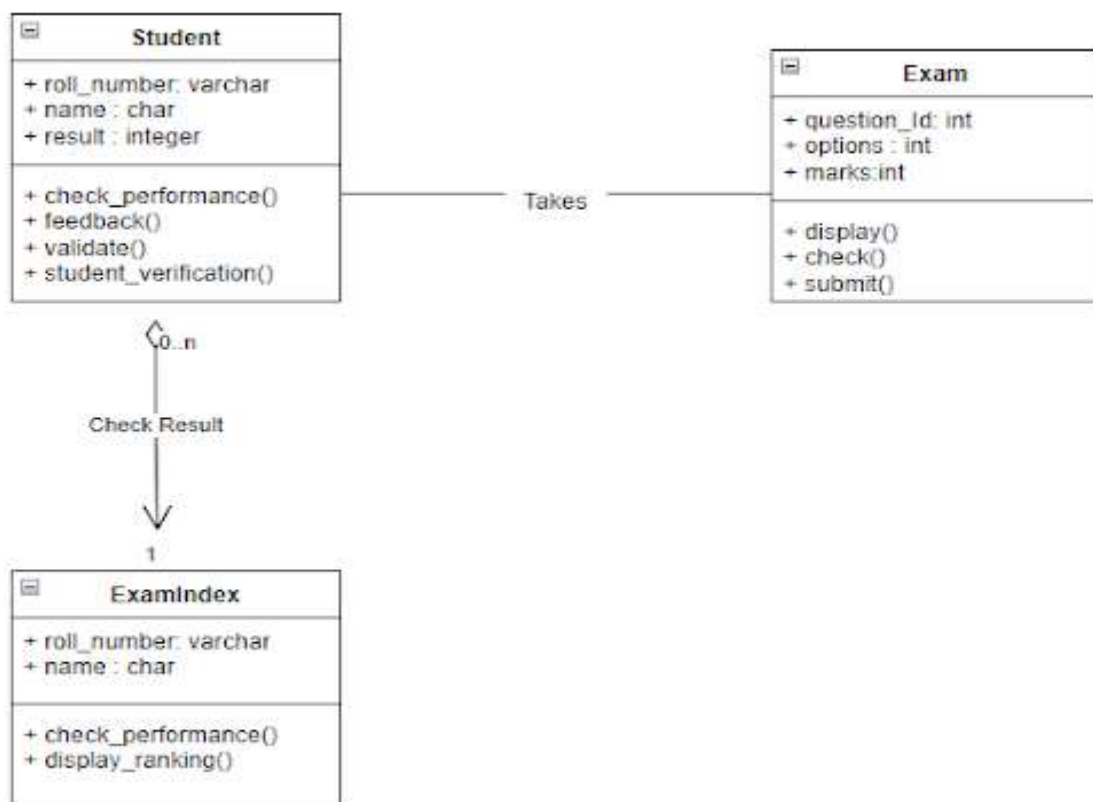 Student
+ roll_number: varchar
+ name : char
+ result : integer
+ check_performance()
+ feedback()
+ validate()
+ student_verification()
Takes
Exam
+ question_Id: int
+ options : int
+ marks:int
+ display()
+ check()
+ submit()
0..n
Check Result
1
ExamIndex
+ roll_number: varchar
+ name : char
+ check_performance()
+ display_ranking()